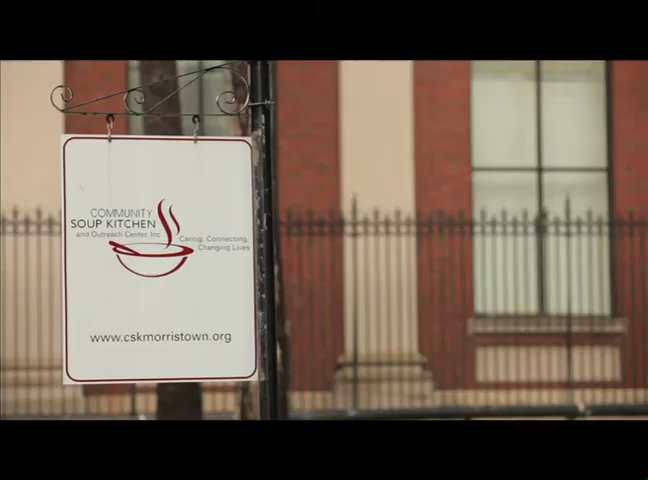 COMMUNITY
SOUP KITCHEN
and Outreach Center, Inc.
Caring, Connecting,
Changing Lives
www.cskmorristown.org